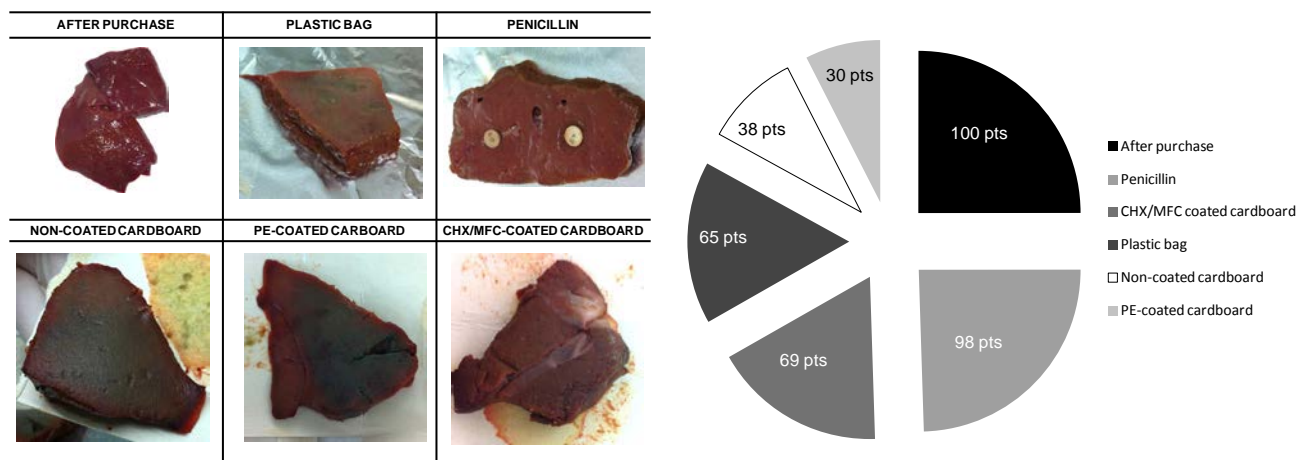 AFTER PURCHASE
PLASTIC BAG
PENICILLIN
NON-COATED CARDBOARD
PE-COATED CARBOARD
CHX/MFC-COATED CARDBOARD
30 pts
100 pts
38 pts
65 pts
69 pts
98 pts
After purchase
Penicillin
CHX/MFC coated cardboard
Plastic bag
Non-coated cardboard
PE-coated cardboard